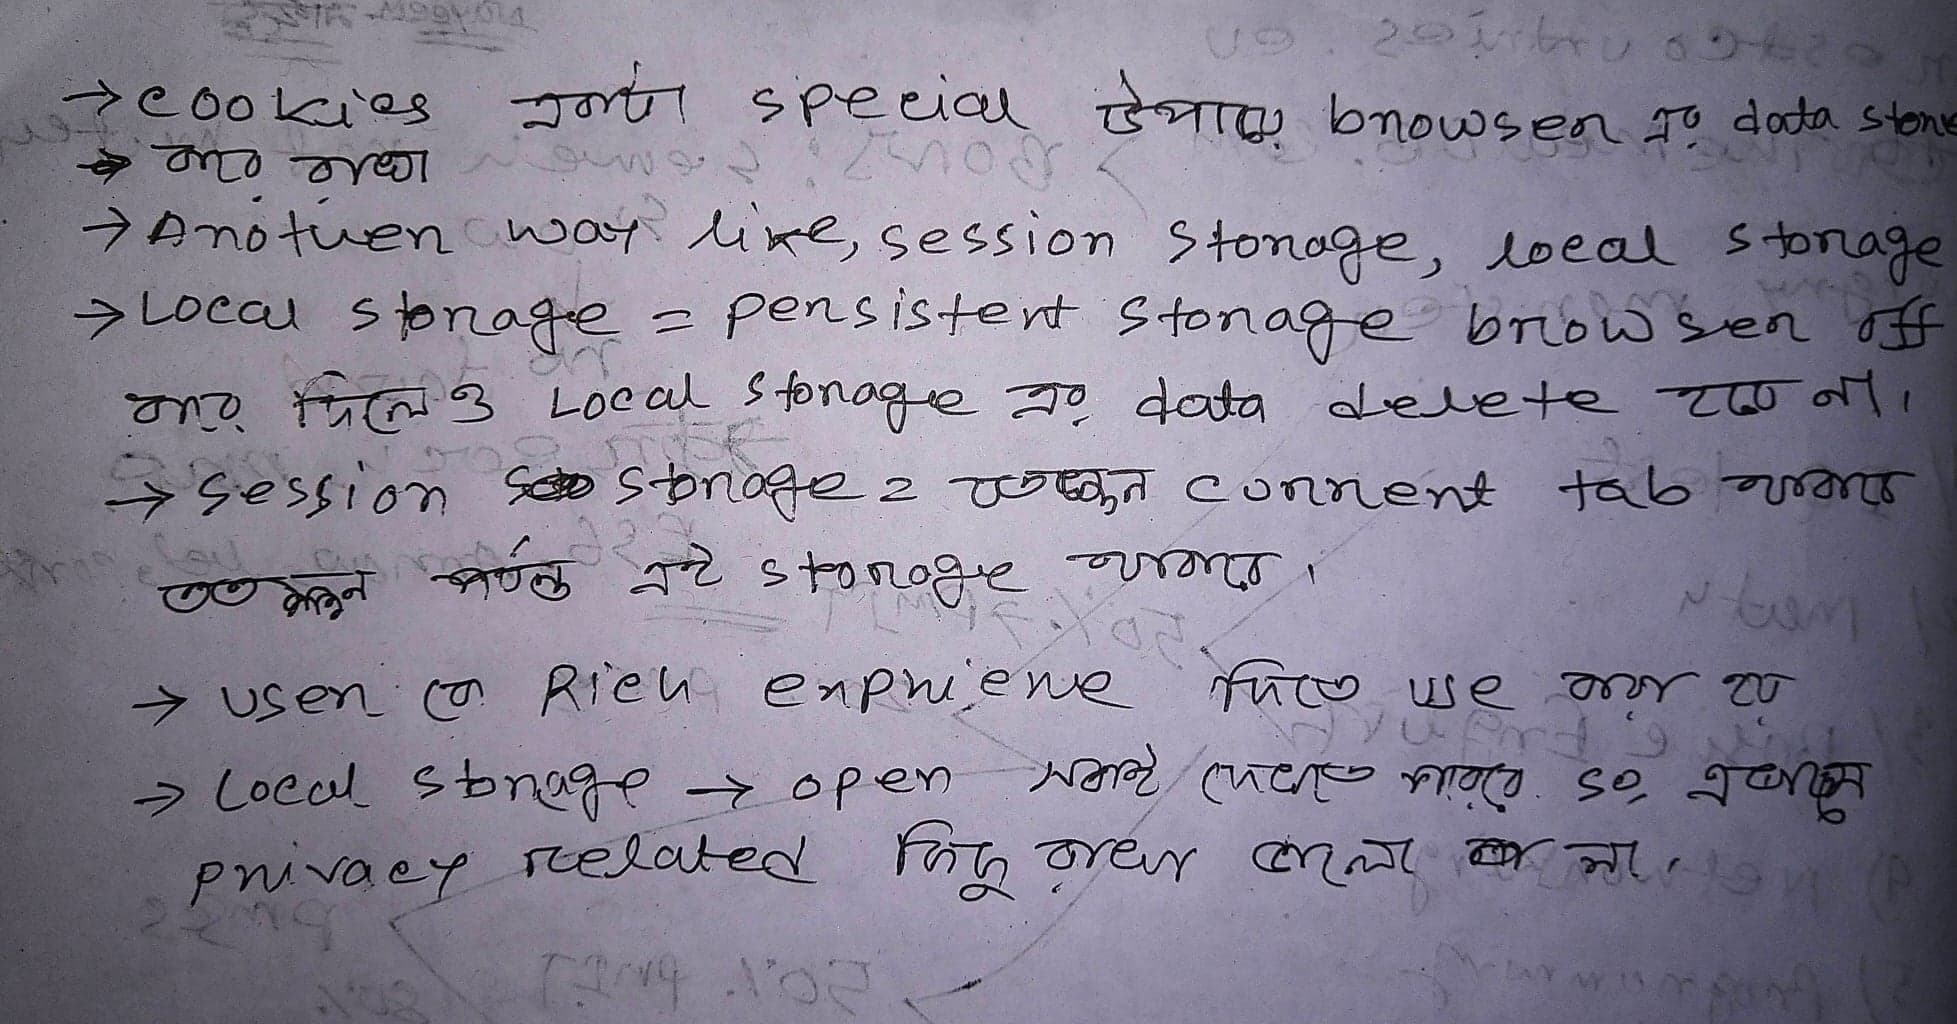 → cookies একটা special উপায়ে browser এর data store
→ করে রাখা
→ Another way like, session storage, local storage
→ Local storage = persistent storage browser off
করে দিলেও Local storage এর data delete হবে না।
→ session storage = যতক্ষন current tab থাকবে
ততক্ষন পর্যন্ত এই storage থাকবে।
→ user কে Rich exprience দিতে use করা হয়
→ Local storage → open সবাই দেখতে পারবে so, এখানে
privacy related কিছু রাখা ভালো না।